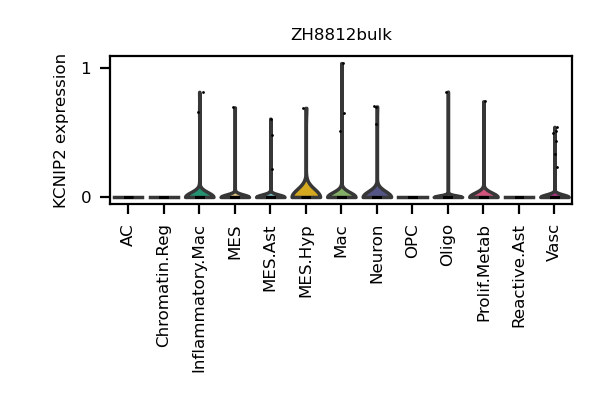 ZH8812bulk
KCNIP2 expression
1
0
AC
Chromatin.Reg
Inflammatory.Mac
MES
MES.Ast
MES.Hyp
Mac
Neuron
OPC
Oligo
Prolif.Metab
Reactive.Ast
Vasc